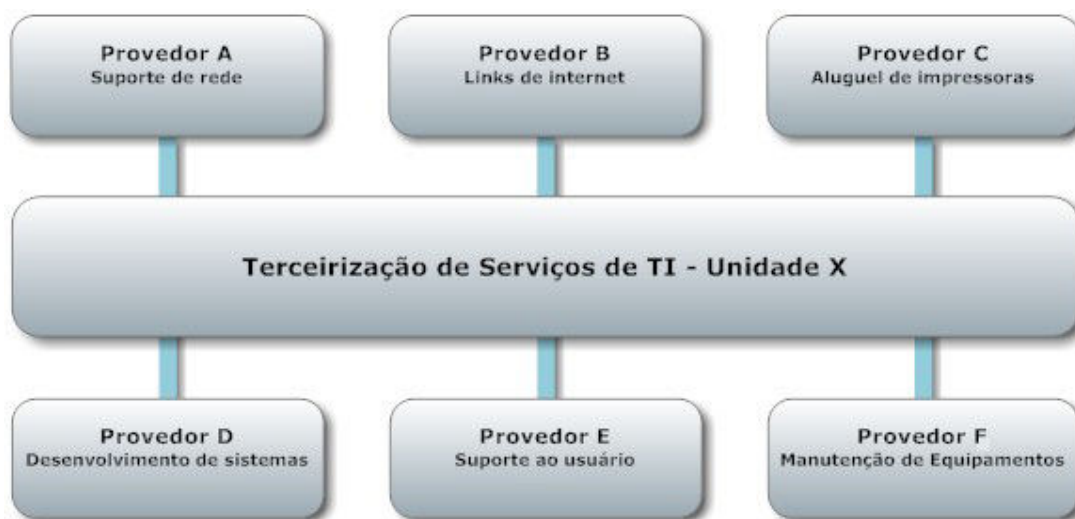 Provedor A
Suporte de rede
Provedor B
Links de internet
Provedor C
Aluguel de impressoras
Terceirização de Serviços de TI - Unidade X
Provedor D
Desenvolvimento de sistemas
Provedor E
Suporte ao usuário
Provedor F
Manutenção de Equipamentos